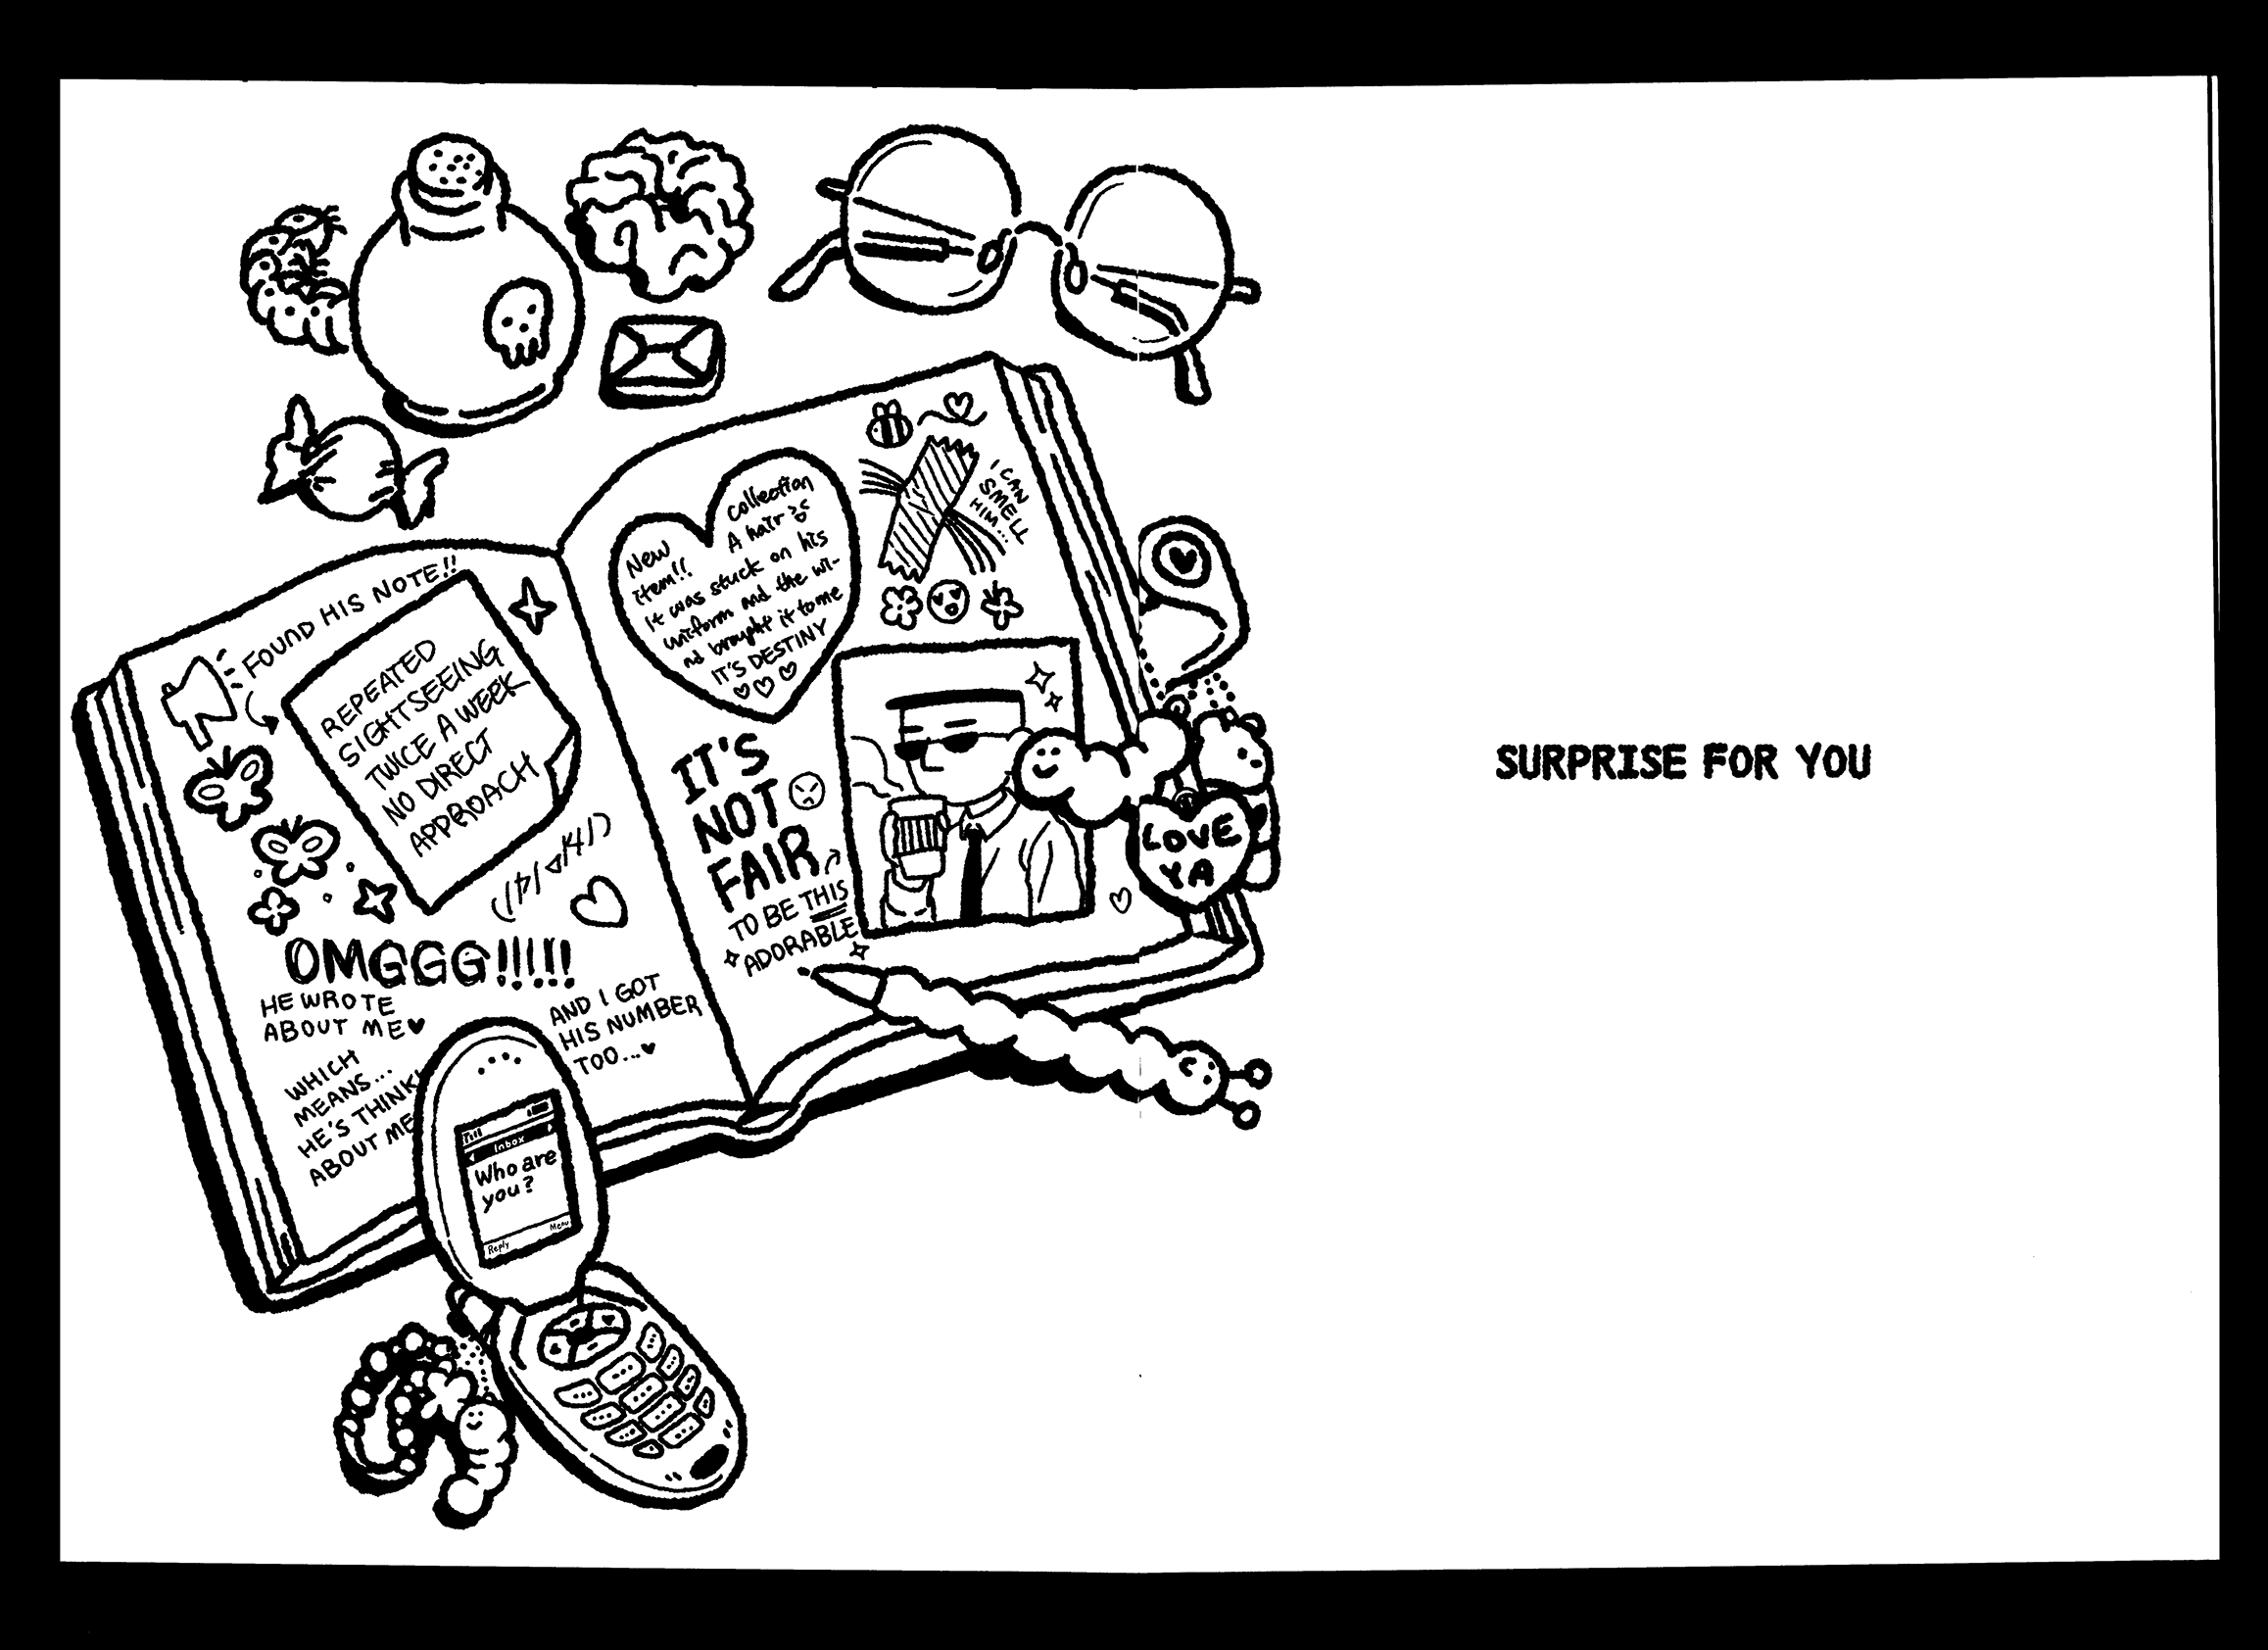 FOUND HIS NOTE!!
REPEATED
SIGHTSEEING
TWICE A WEEK
NO DIRECT
APPROACH
OMGGG!!!!!
HE WROTE
ABOUT ME♥
WHICH
MEANS...
HE'S THINK
ABOUT ME
AND I GOT
HIS NUMBER
TOO...♥
Inbox
Who are
you?
Reply
Menu
New
item!!
collection
A hair
It was stuck on his
uniform and the wi-
nd brought it to me
IT'S DESTINY
♡♡♡
I CAN
SMELL
HIM...
IT'S
NOT
FAIR
TO BE THIS
ADORABLE
LOVE
YA
SURPRISE FOR YOU